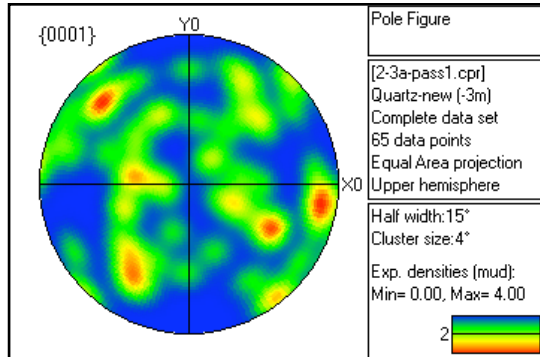 {0001}
Y0
X0
Pole Figure
[2-3a-pass1.cpr]
Quartz-new (-3m)
Complete data set
65 data points
Equal Area projection
Upper hemisphere
Half width:15°
Cluster size:4°
Exp. densities (mud):
Min= 0.00, Max= 4.00
2